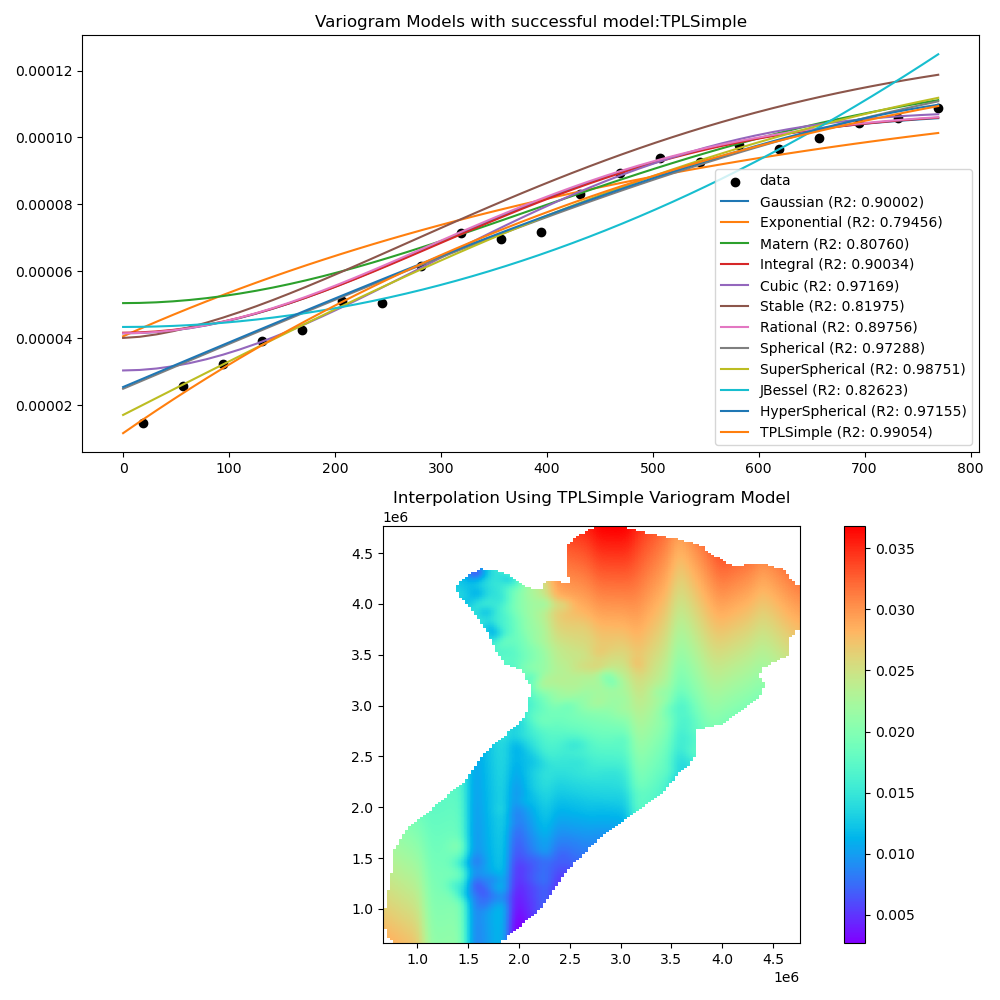 Variogram Models with successful model:TPLSimple
0.00012
0.00010
0.00008
0.00006
0.00004
0.00002
0 100 200 300 400 500 600 700 800
data
Gaussian (R2: 0.90002)
Exponential (R2: 0.79456)
Matern (R2: 0.80760)
Integral (R2: 0.90034)
Cubic (R2: 0.97169)
Stable (R2: 0.81975)
Rational (R2: 0.89756)
Spherical (R2: 0.97288)
SuperSpherical (R2: 0.98751)
JBessel (R2: 0.82623)
HyperSpherical (R2: 0.97155)
TPLSimple (R2: 0.99054)
Interpolation Using TPLSimple Variogram Model
1e6
4.5
4.0
3.5
3.0
2.5
2.0
1.5
1.0
1.0 1.5 2.0 2.5 3.0 3.5 4.0 4.5
1e6
0.035
0.030
0.025
0.020
0.015
0.010
0.005